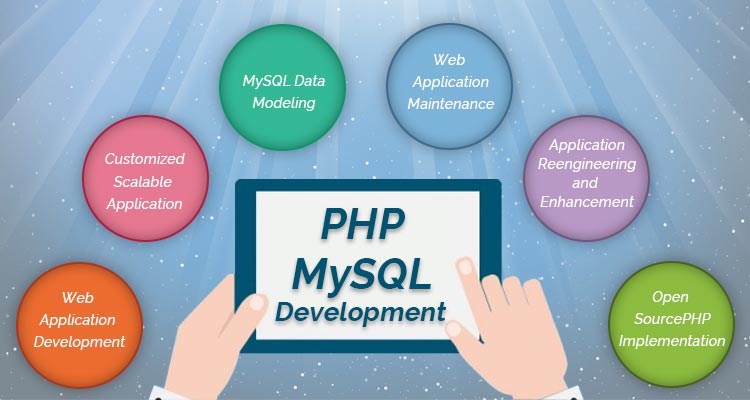 MySQL Data
Modeling
Web
Application
Maintenance
Customized
Scalable
Application
Application
Reengineering
and
Enhancement
PHP
MySQL
Development
Web
Application
Development
Open
SourcePHP
Implementation